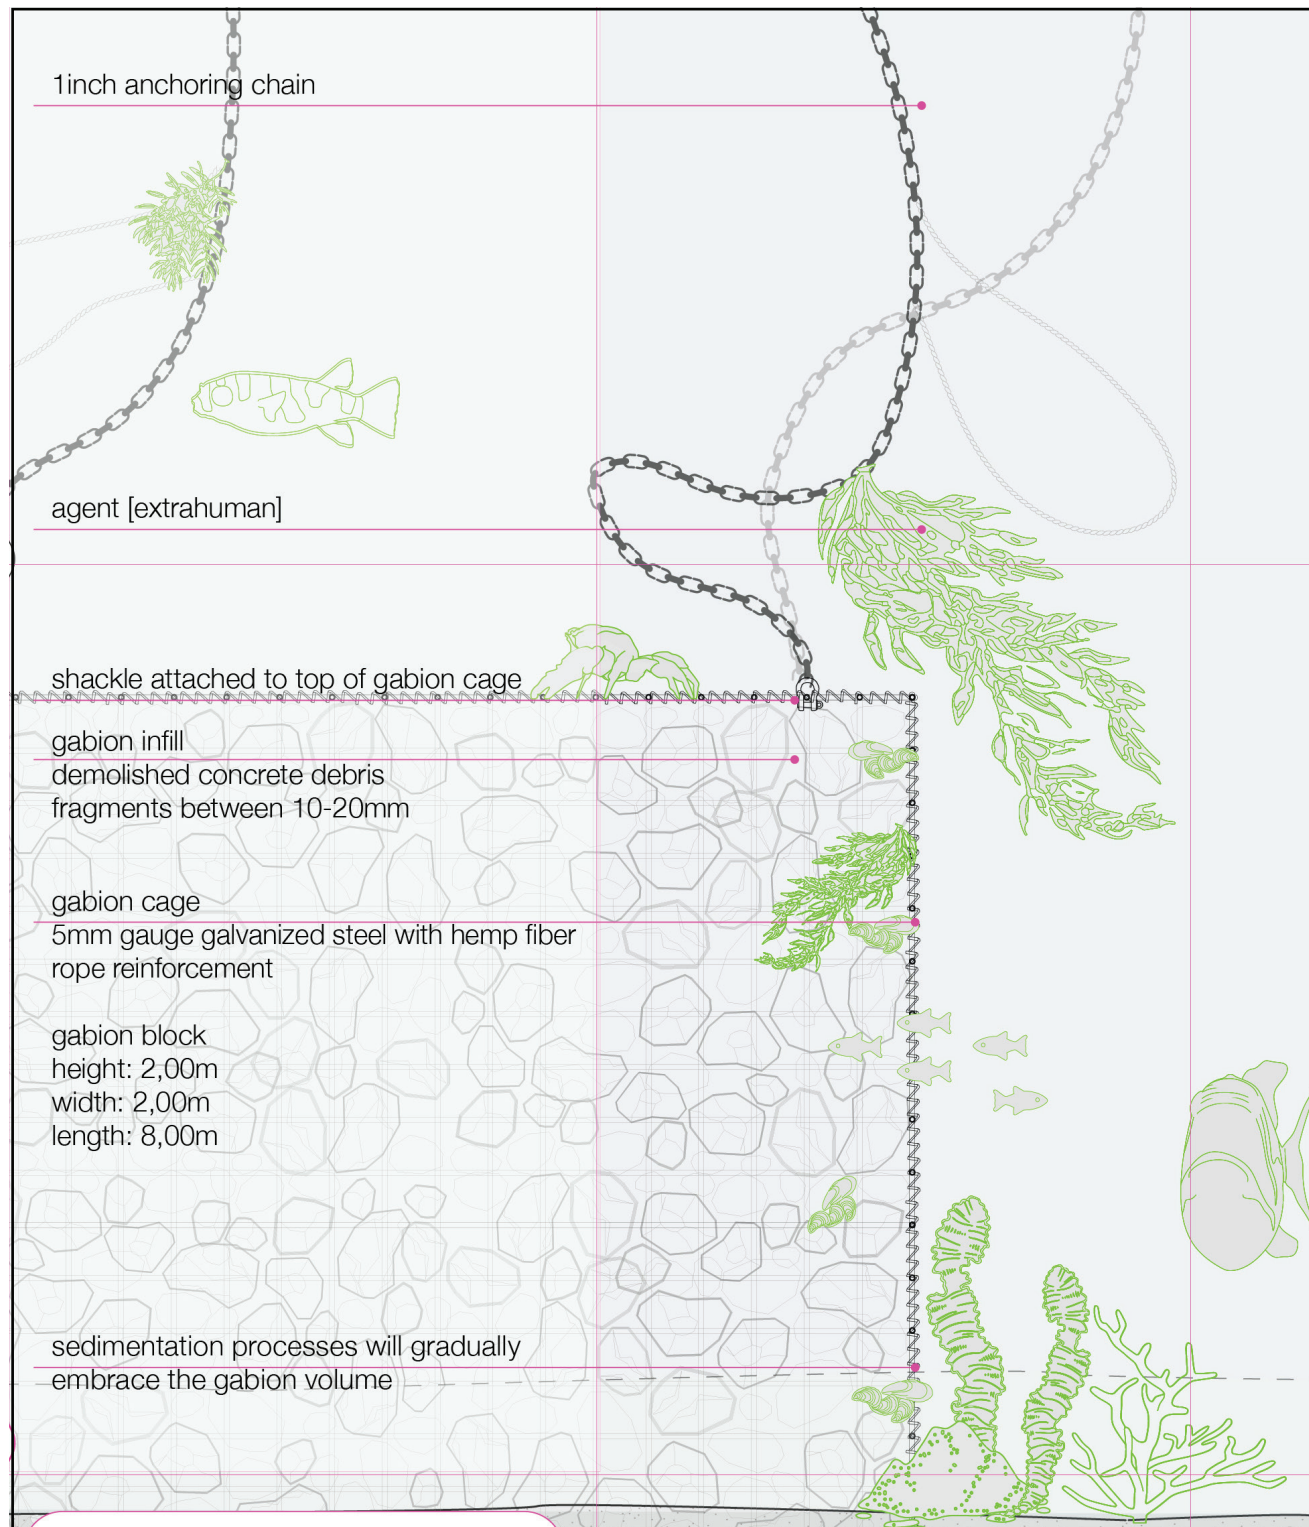 1inch anchoring chain
agent [extrahuman]
shackle attached to top of gabion cage
gabion infill
demolished concrete debris
fragments between 10-20mm
gabion cage
5mm gauge galvanized steel with hemp fiber
rope reinforcement
gabion block
height: 2,00m
width: 2,00m
length: 8,00m
sedimentation processes will gradually
embrace the gabion volume